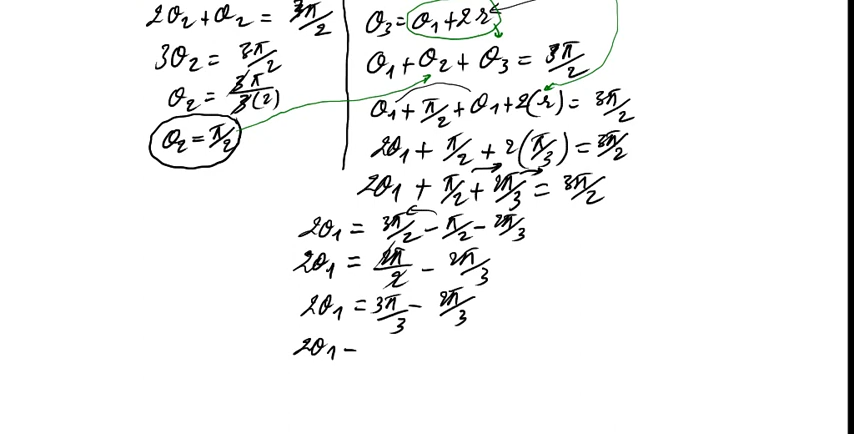 2θ₂ + θ₂ = 3π/2
3θ₂ = 3π/2
θ₂ = 3π/3(2)
θ₂ = π/2
θ₃ = θ₁ + 2r
θ₁ + θ₂ + θ₃ = 3π/2
θ₁ + π/2 + θ₁ + 2(r) = 3π/2
2θ₁ + π/2 + 2(π/3) = 3π/2
2θ₁ + π/2 + 2π/3 = 3π/2
2θ₁ = 3π/2 - π/2 - 2π/3
2θ₁ = 2π/2 - 2π/3
2θ₁ = 3π/3 - 2π/3
2θ₁ -